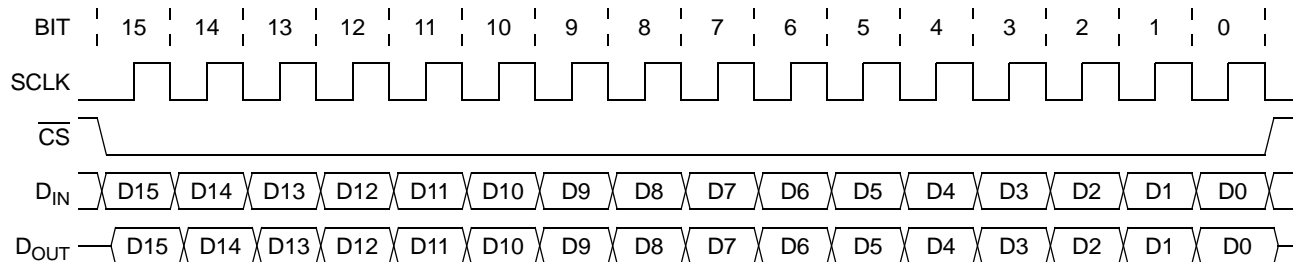 BIT 15 14 13 12 11 10 9 8 7 6 5 4 3 2 1 0
SCLK
CS
DIN D15 D14 D13 D12 D11 D10 D9 D8 D7 D6 D5 D4 D3 D2 D1 D0
DOUT D15 D14 D13 D12 D11 D10 D9 D8 D7 D6 D5 D4 D3 D2 D1 D0